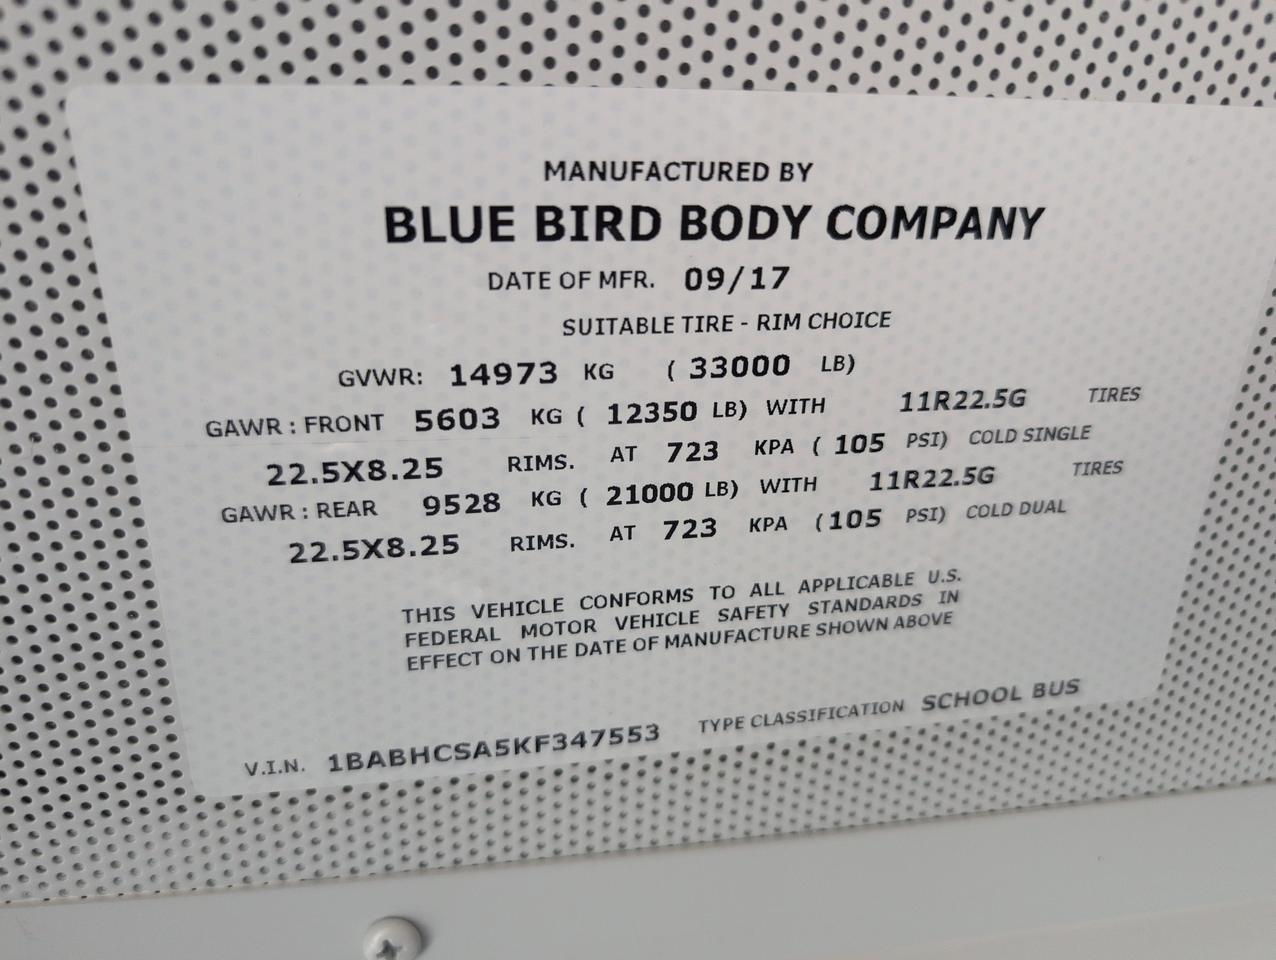 MANUFACTURED BY
BLUE BIRD BODY COMPANY
DATE OF MFR. 09/17
SUITABLE TIRE - RIM CHOICE
GVWR: 14973 KG ( 33000 LB)
GAWR : FRONT 5603 KG ( 12350 LB) WITH 11R22.5G TIRES
22.5X8.25 RIMS. AT 723 KPA ( 105 PSI) COLD SINGLE
GAWR : REAR 9528 KG ( 21000 LB) WITH 11R22.5G TIRES
22.5X8.25 RIMS. AT 723 KPA ( 105 PSI) COLD DUAL
THIS VEHICLE CONFORMS TO ALL APPLICABLE U.S.
FEDERAL MOTOR VEHICLE SAFETY STANDARDS IN
EFFECT ON THE DATE OF MANUFACTURE SHOWN ABOVE
V.I.N. 1BABHCSA5KF347553 TYPE CLASSIFICATION SCHOOL BUS